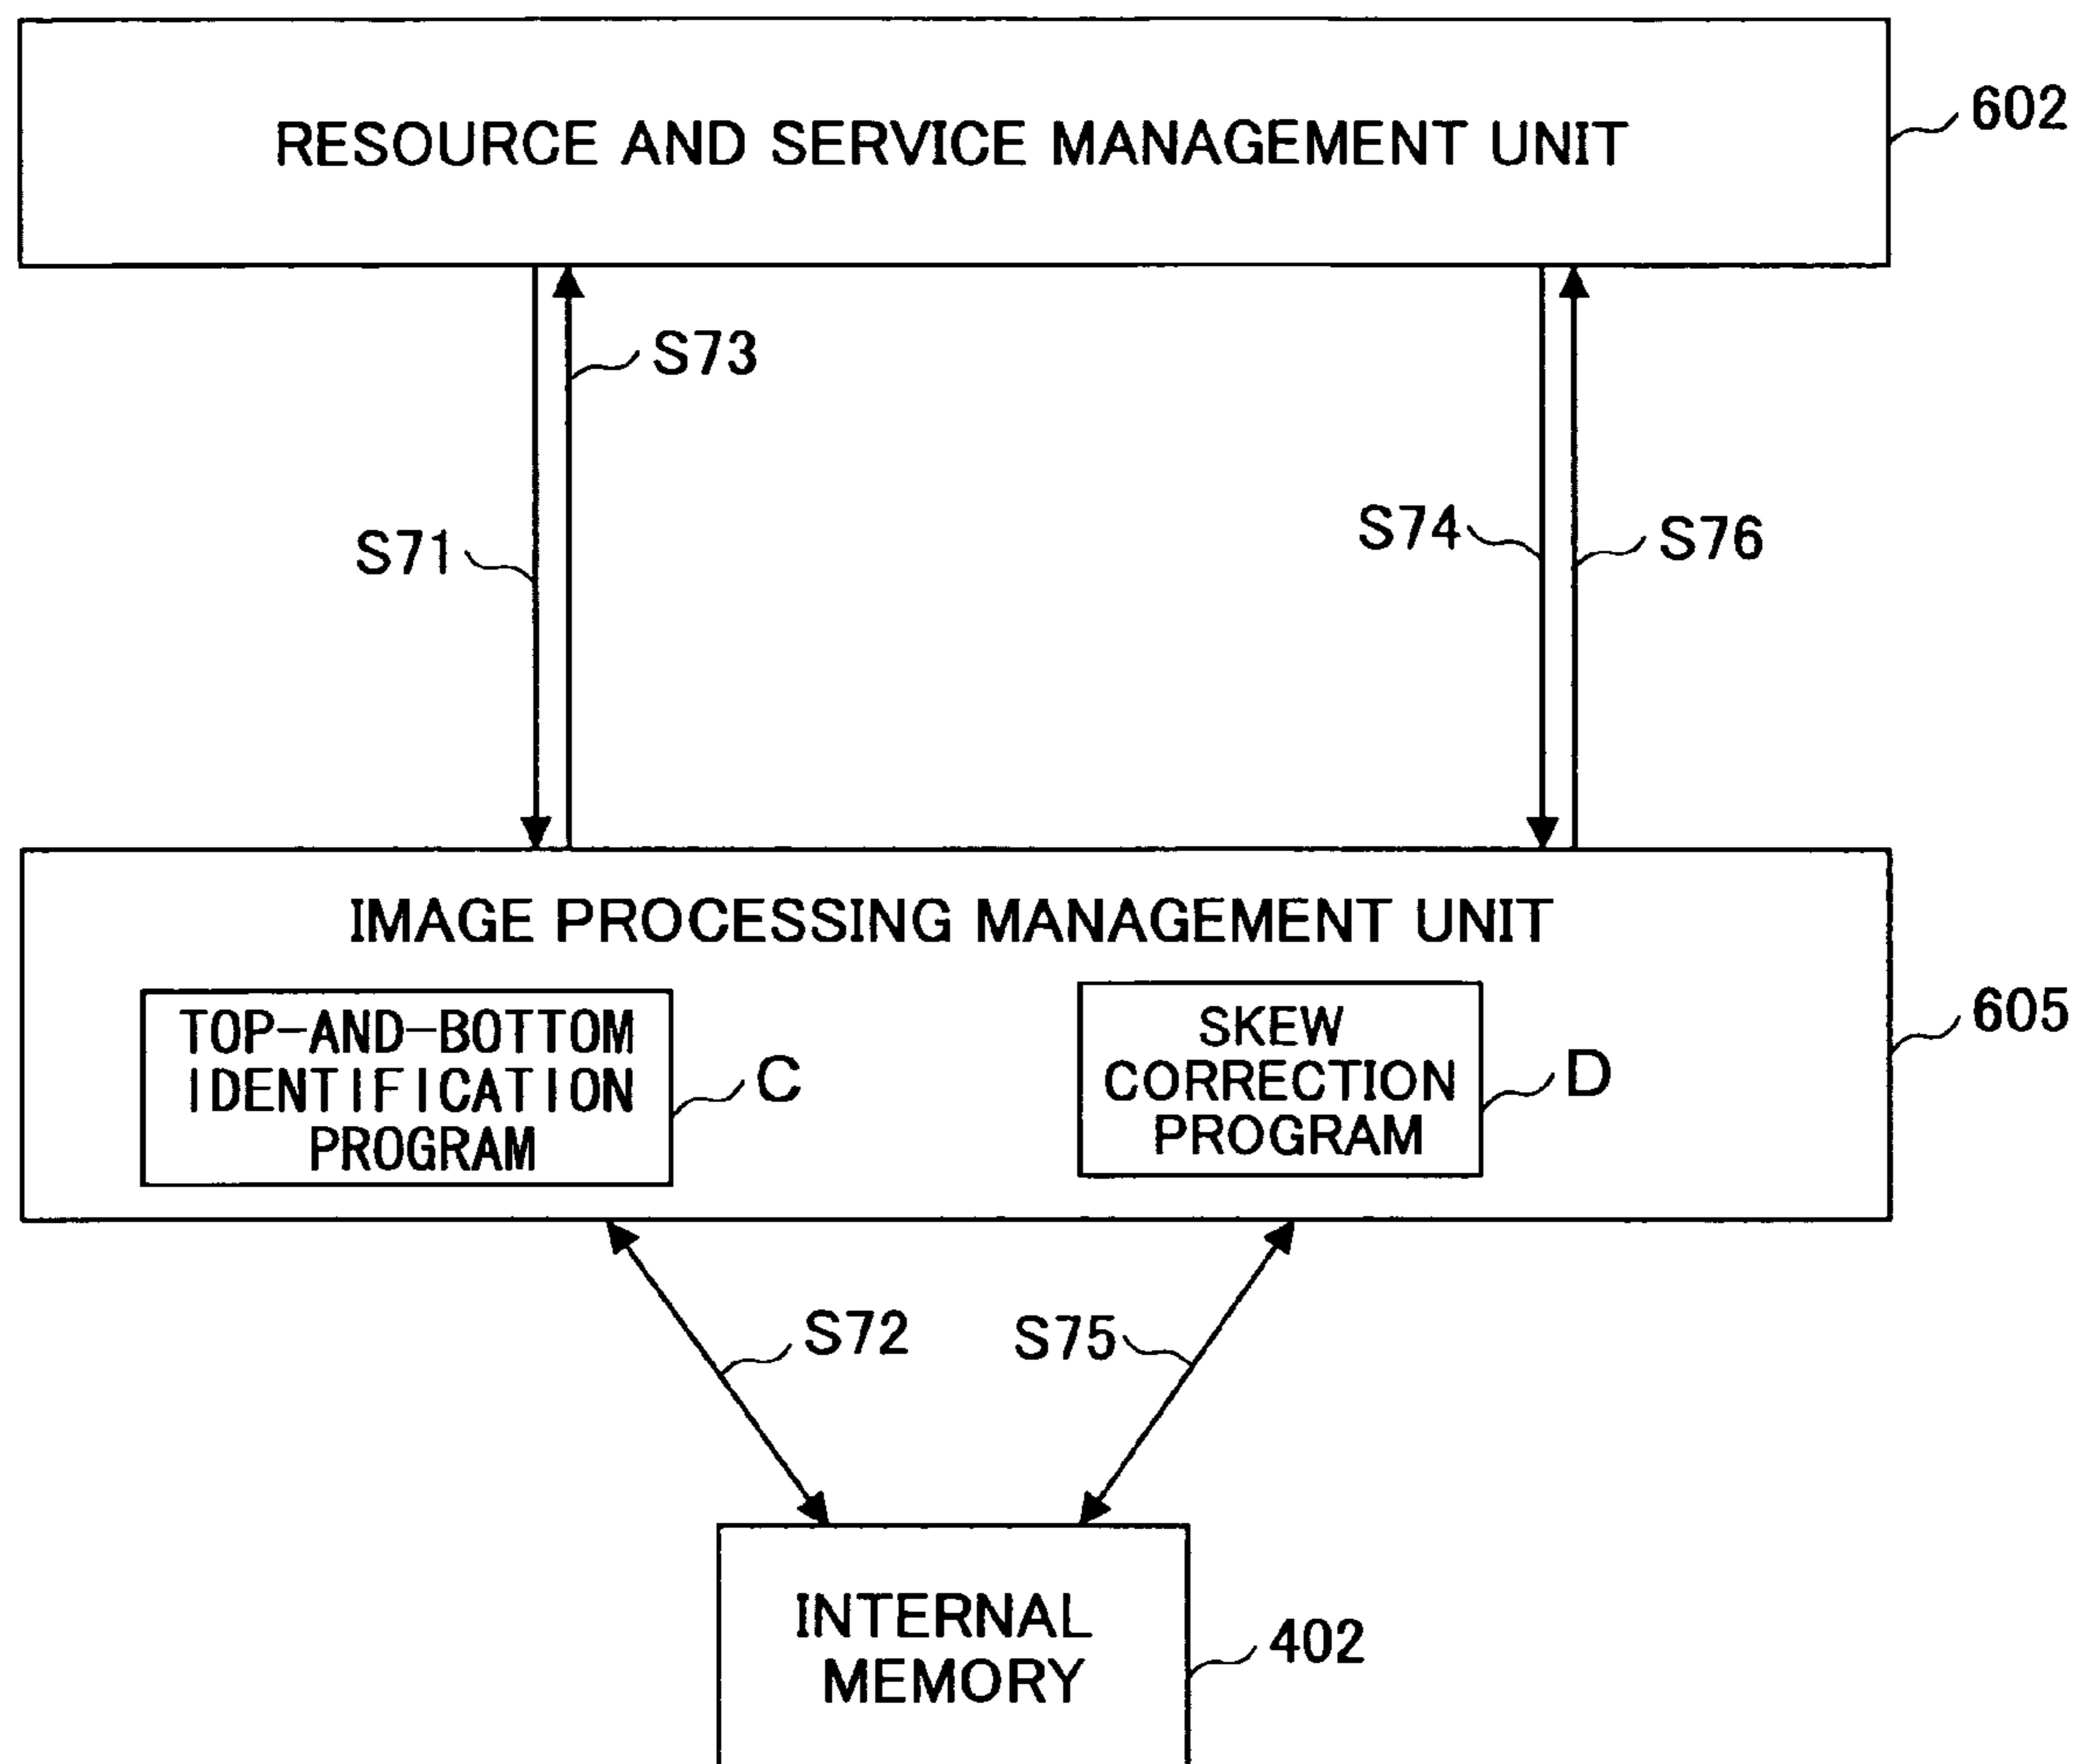 RESOURCE AND SERVICE MANAGEMENT UNIT
602
S73
S71
S74
S76
IMAGE PROCESSING MANAGEMENT UNIT
605
TOP-AND-BOTTOM
IDENTIFICATION
PROGRAM
C
SKEW
CORRECTION
PROGRAM
D
S72
S75
INTERNAL
MEMORY
402